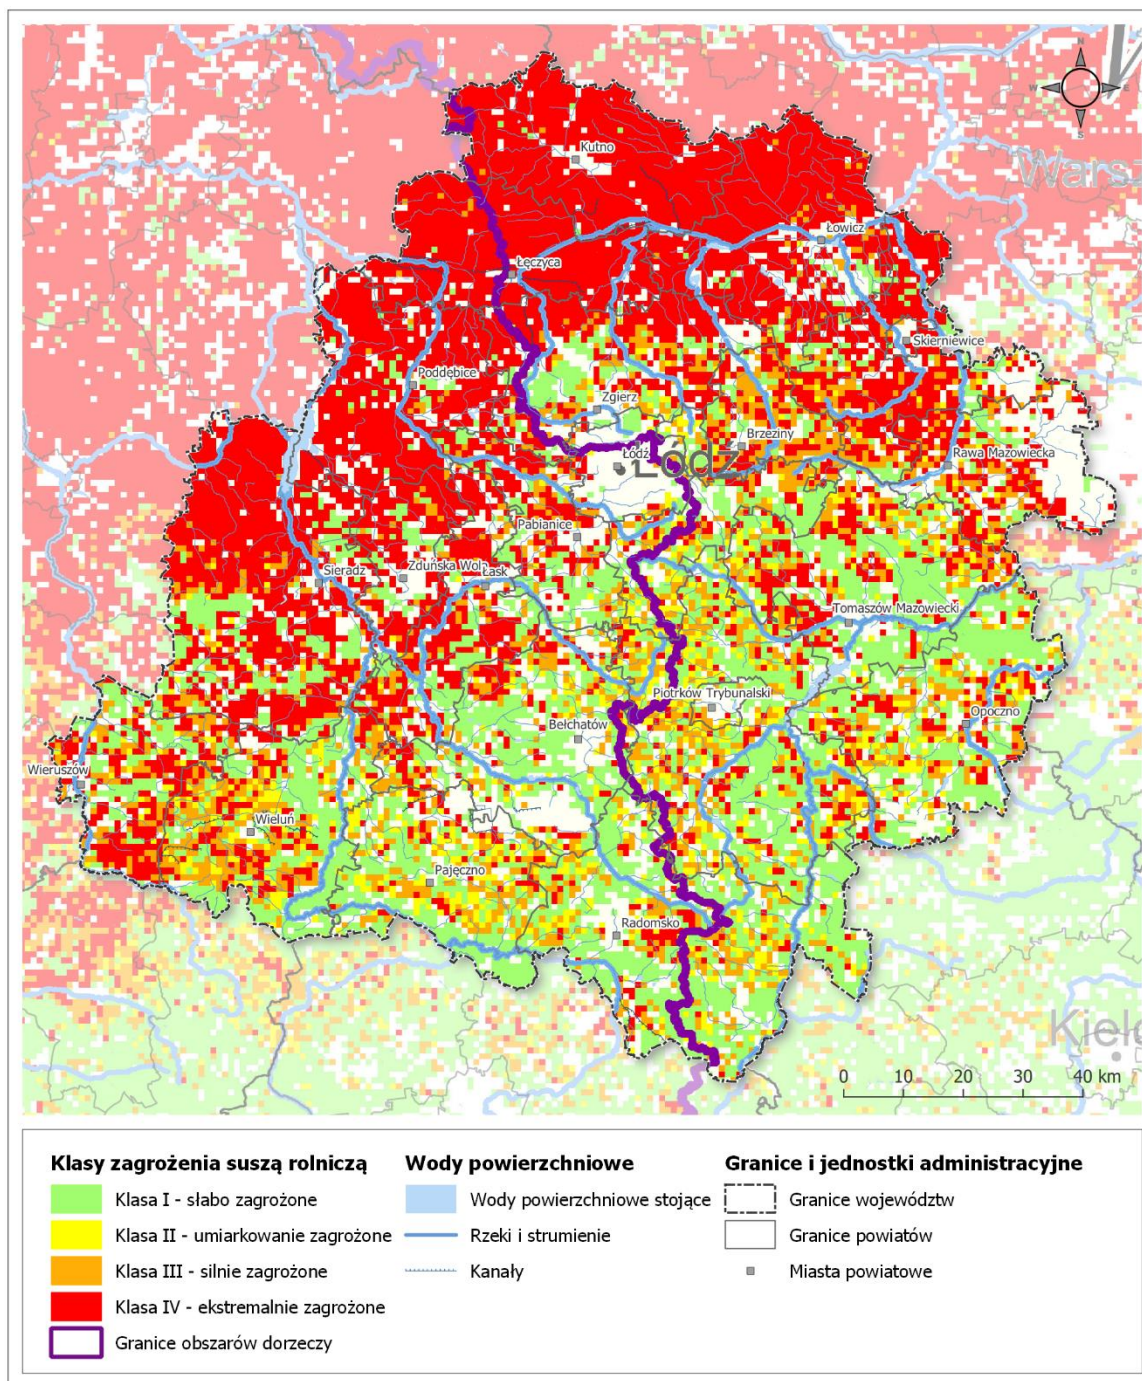 N
W
E
S
Warsz
Kutno
Łowicz
Łęczyca
Skierniewice
Poddębice
Zgierz
Brzeziny
Łódź
Łódź
Rawa Mazowiecka
Pabianice
Zduńska Wola
Łask
Sieradz
Tomaszów Mazowiecki
Piotrków Trybunalski
Opoczno
Bełchatów
Wieruszów
Wieluń
Pajęczno
Radomsko
Kielc
0 10 20 30 40 km
Klasy zagrożenia suszą rolniczą
Klasa I - słabo zagrożone
Klasa II - umiarkowanie zagrożone
Klasa III - silnie zagrożone
Klasa IV - ekstremalnie zagrożone
Granice obszarów dorzeczy
Wody powierzchniowe
Wody powierzchniowe stojące
Rzeki i strumienie
Kanały
Granice i jednostki administracyjne
Granice województw
Granice powiatów
Miasta powiatowe